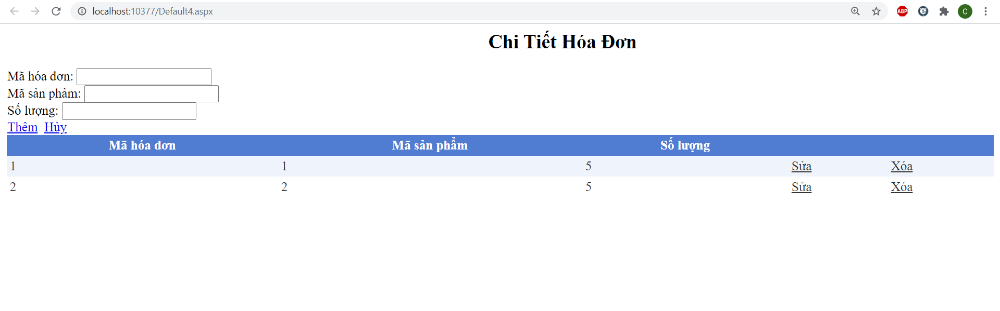 localhost:10377/Default4.aspx
ABP
C
Chi Tiết Hóa Đơn
Mã hóa đơn:
Mã sản phảm:
Số lượng:
Thêm Hủy
Mã hóa đơn Mã sản phẩm Số lượng
1 1 5 Sửa Xóa
2 2 5 Sửa Xóa